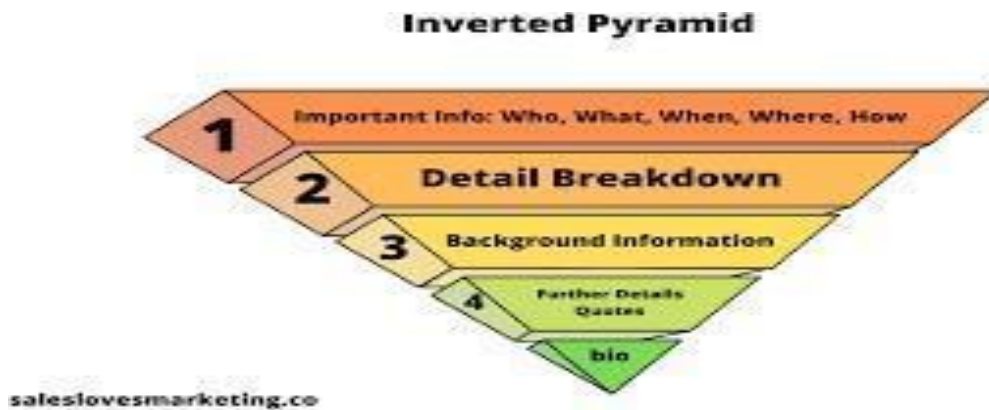 Inverted Pyramid
1
Important Info: Who, What, When, Where, How
2
Detail Breakdown
3
Background Information
4
Further Details
Quotes
bio
saleslovesmarketing.co